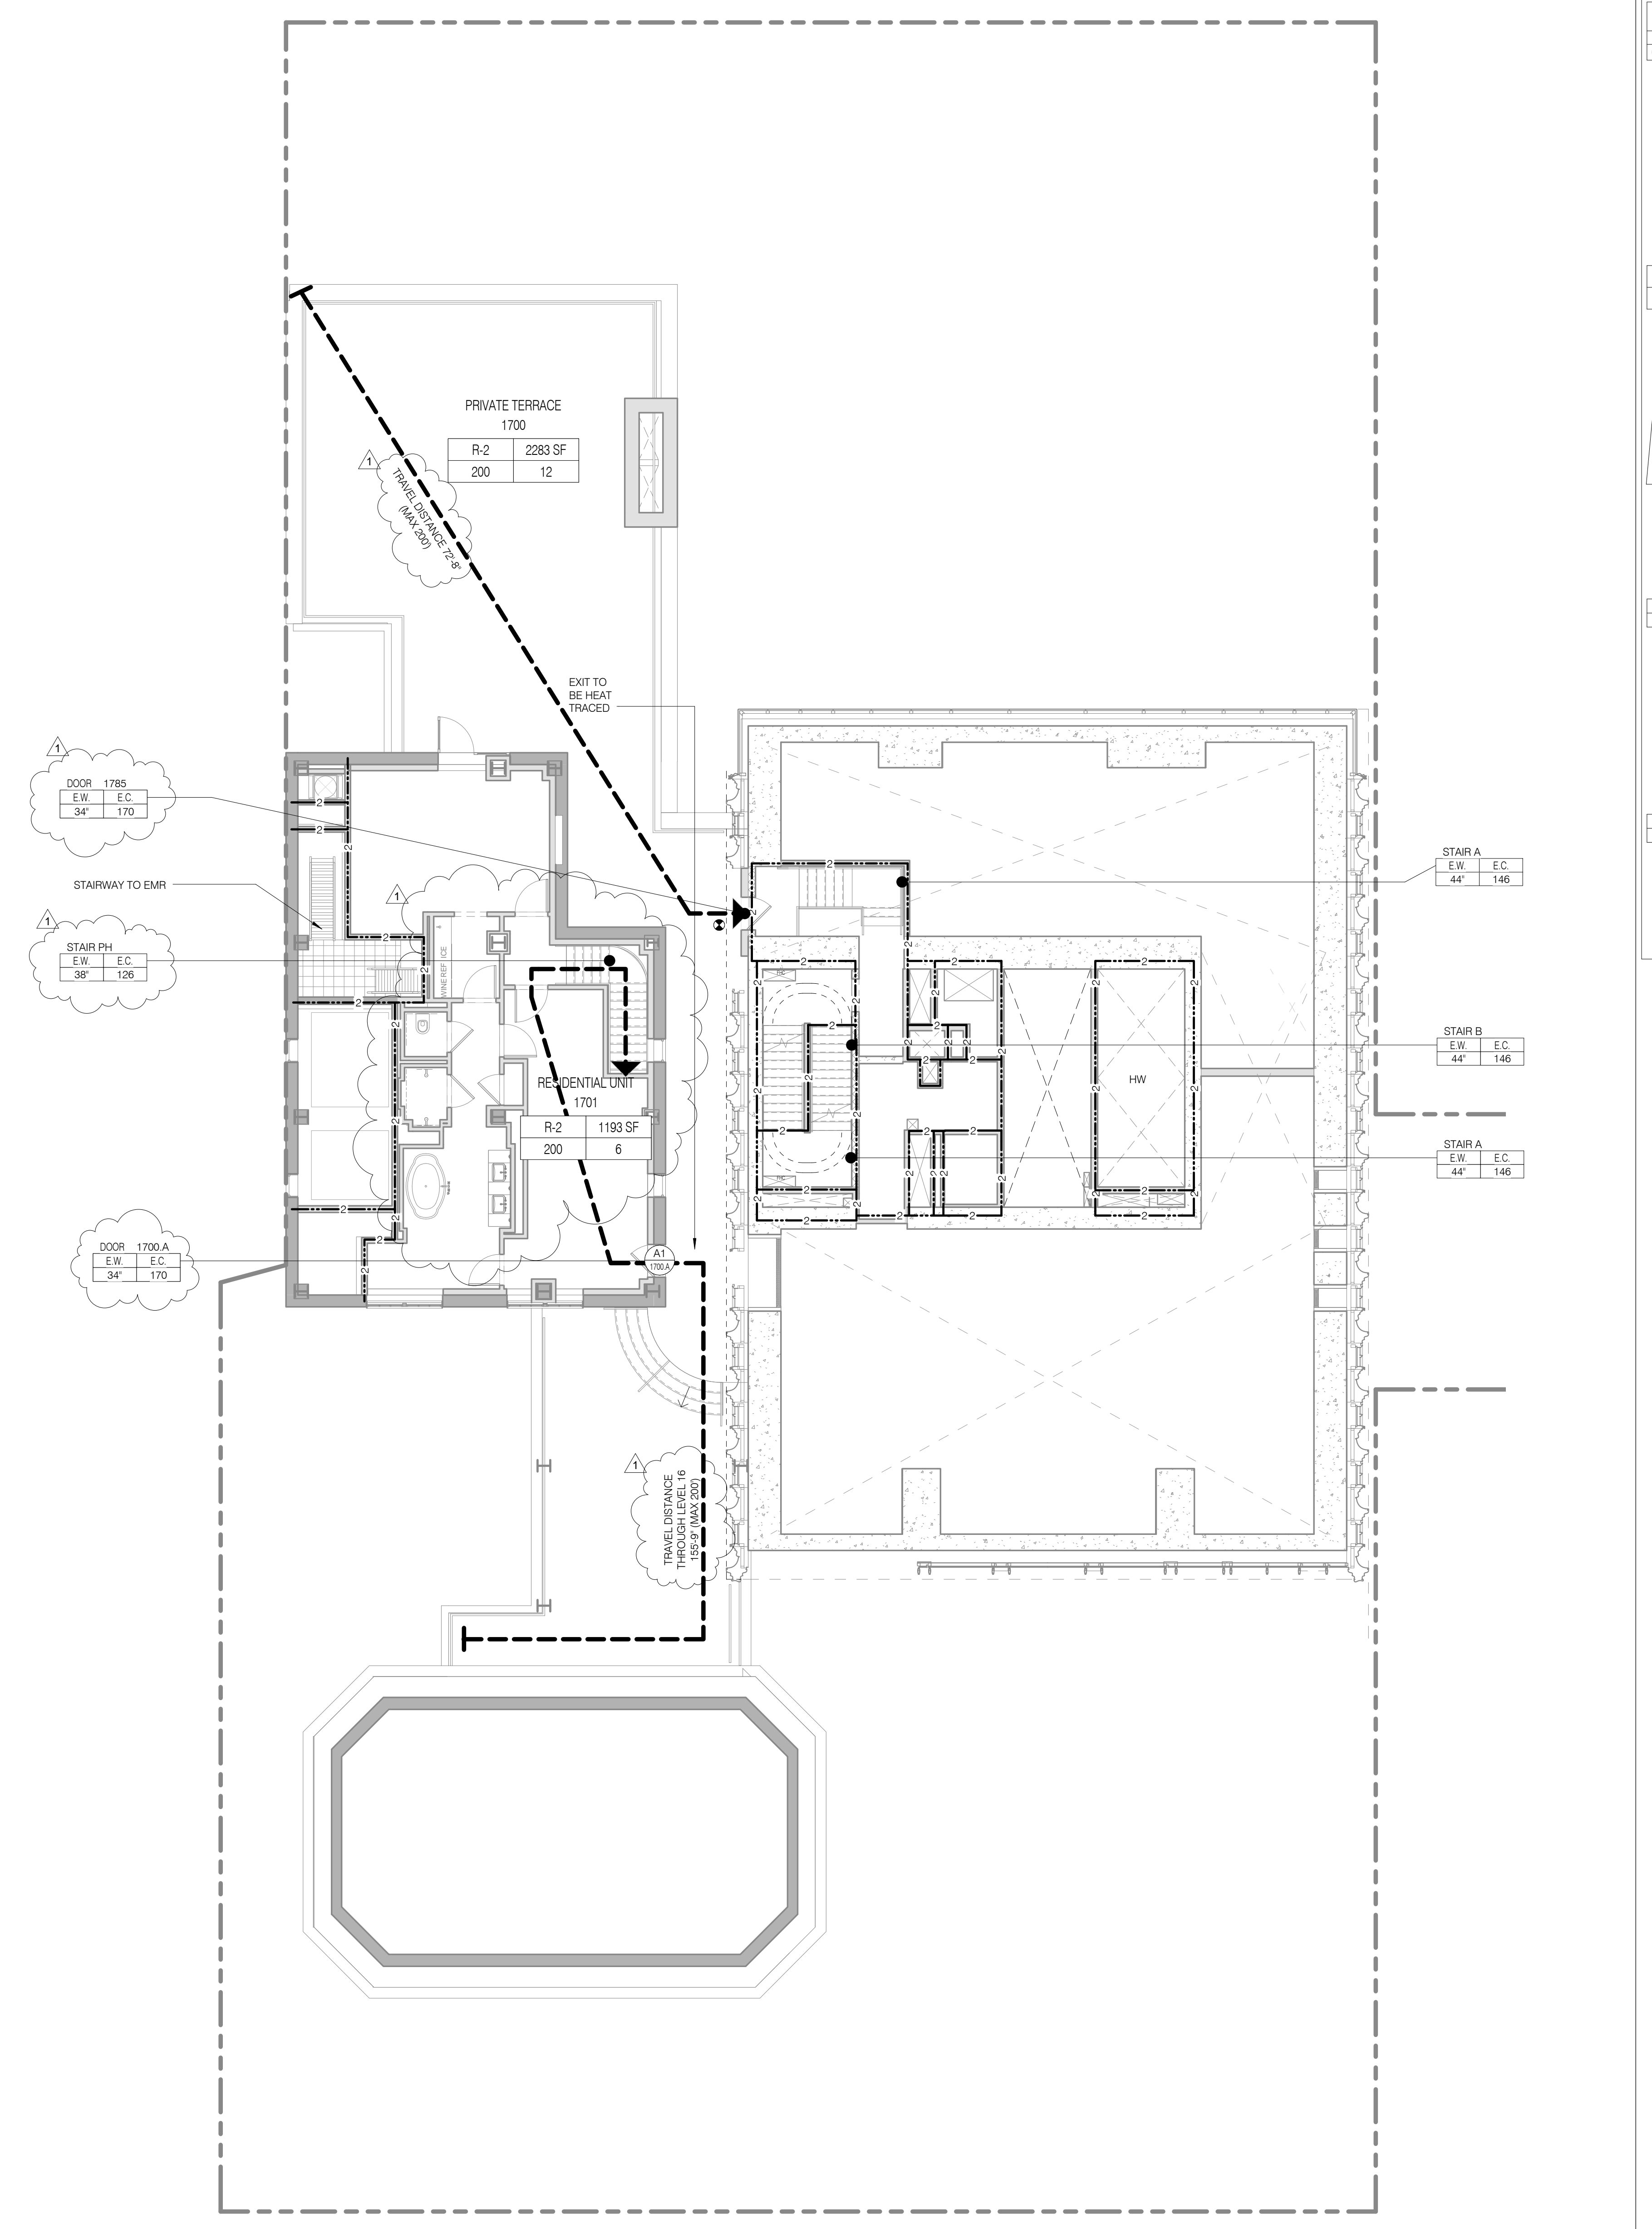 PRIVATE TERRACE
1700
R-2 2283 SF
200 12
1
TRAVEL DISTANCE 72'-8"
(MAX 200')
EXIT TO
BE HEAT
TRACED
1
DOOR 1785
E.W. E.C.
34" 170
STAIRWAY TO EMR
1
STAIR PH
E.W. E.C.
38" 126
1
WINE REF ICE
RESIDENTIAL UNIT
1701
R-2 1193 SF
200 6
DOOR 1700.A
E.W. E.C.
34" 170
A1
1700.A
1
TRAVEL DISTANCE
THROUGH LEVEL 16
155'-9" (MAX 200')
STAIR A
E.W. E.C.
44" 146
STAIR B
E.W. E.C.
44" 146
HW
STAIR A
E.W. E.C.
44" 146